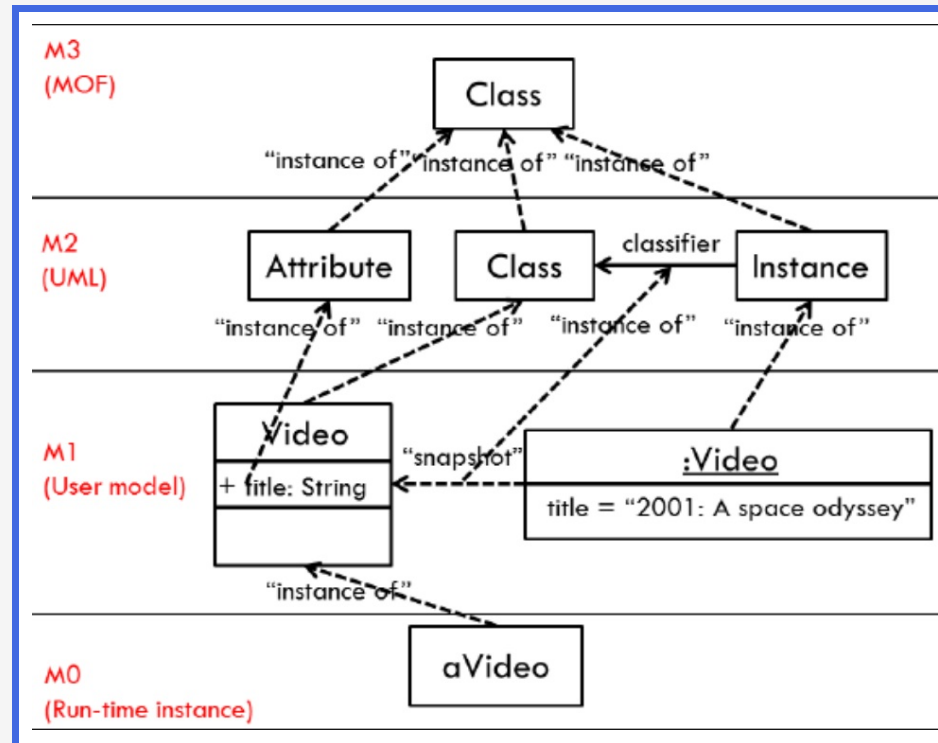 M3
(MOF)
Class
“instance of”
“instance of”
“instance of”
M2
(UML)
Attribute
Class
classifier
Instance
“instance of”
“instance of”
“instance of”
“instance of”
M1
(User model)
Video
+ title: String
“snapshot”
:Video
title = “2001: A space odyssey”
“instance of”
M0
(Run-time instance)
aVideo